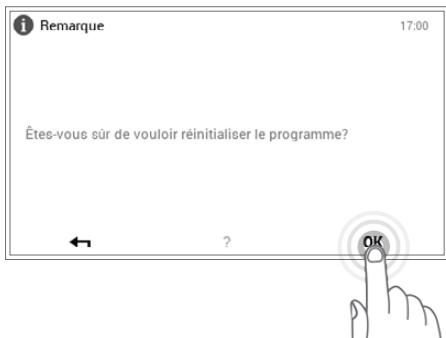 Remarque
17:00
Êtes-vous sûr de vouloir réinitialiser le programme?
?
OK